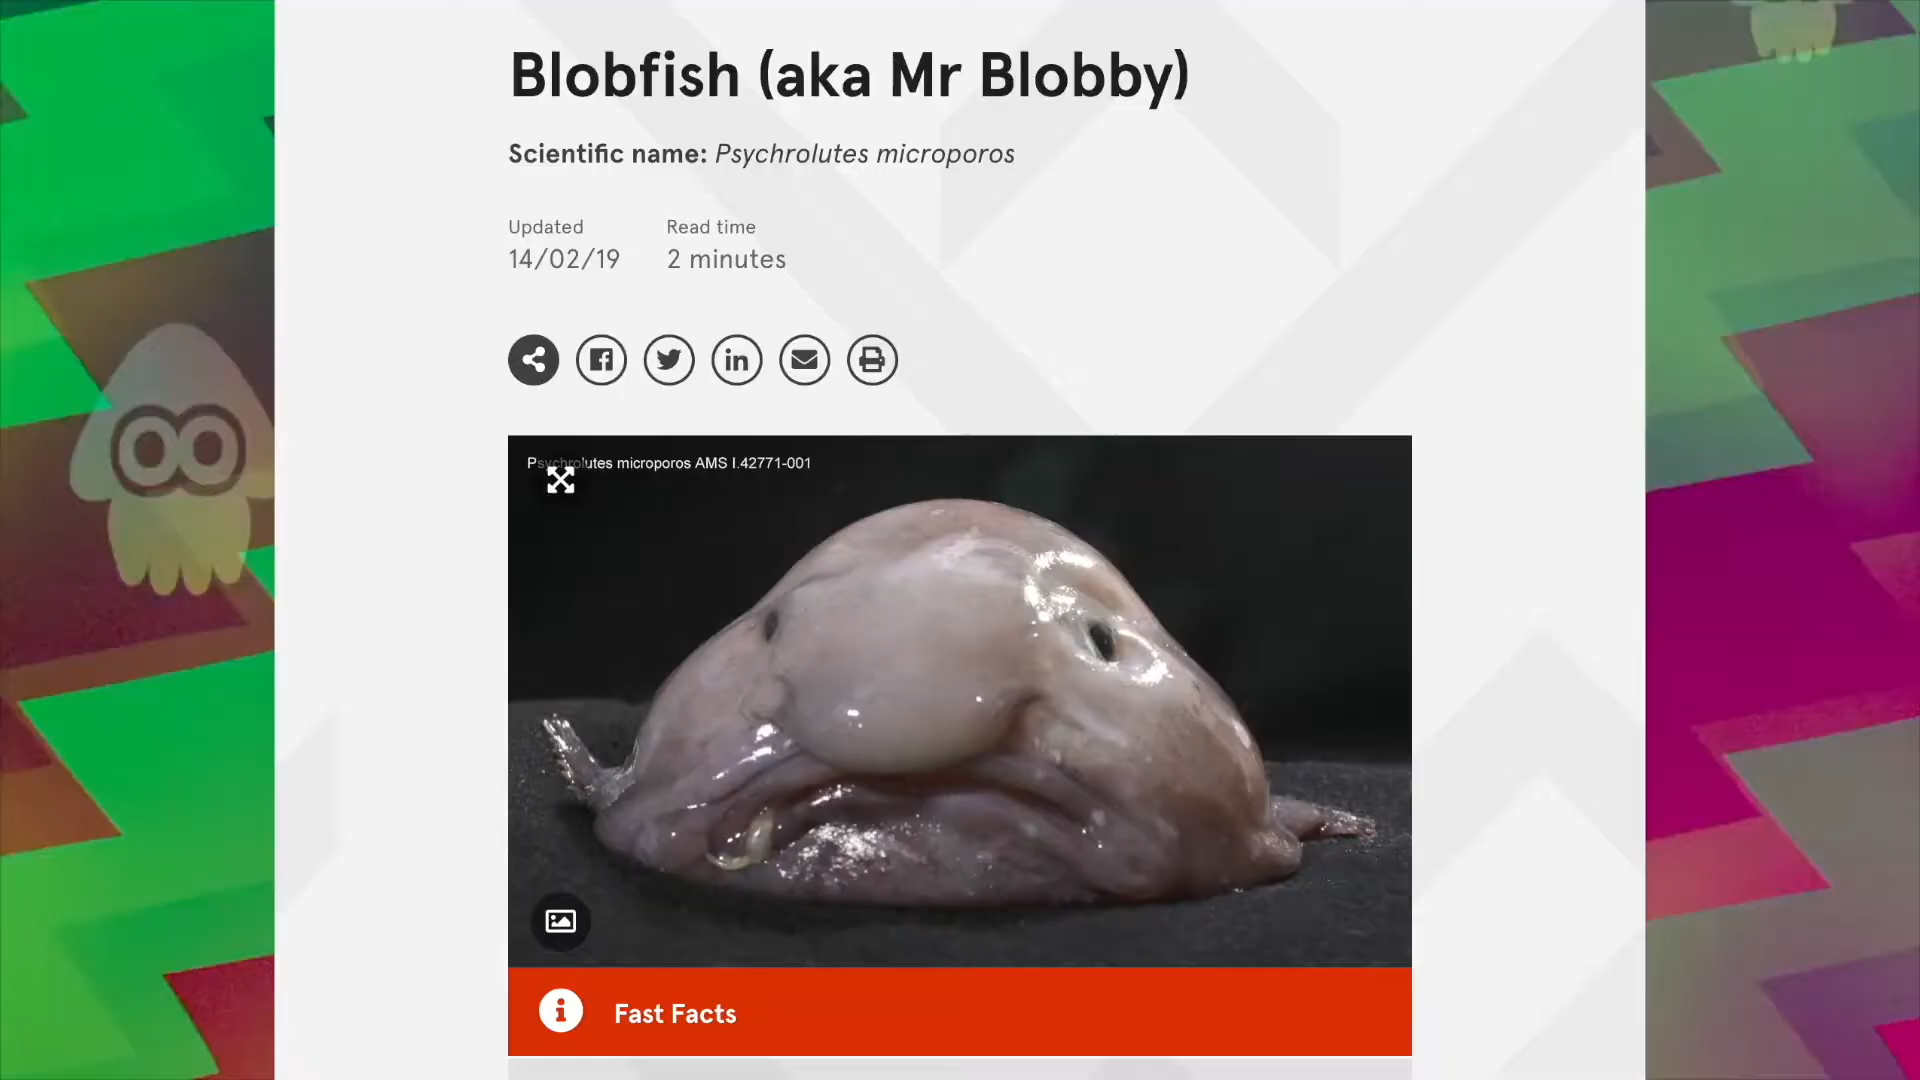 Blobfish (aka Mr Blobby)
Scientific name: Psychrolutes microporos
Updated Read time
14/02/19 2 minutes
Psychrolutes microporos AMS I.42771-001
Fast Facts